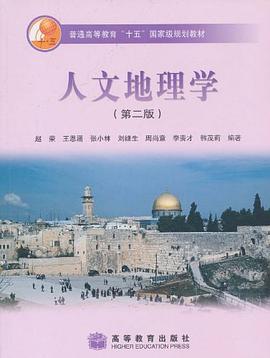 普通高等教育"十五"国家级规划教材
人文地理学
(第二版)
赵荣 王恩涌 张小林 刘继生 周尚意 李贵才 韩茂莉 编著
高等教育出版社
HIGHER EDUCATION PRESS